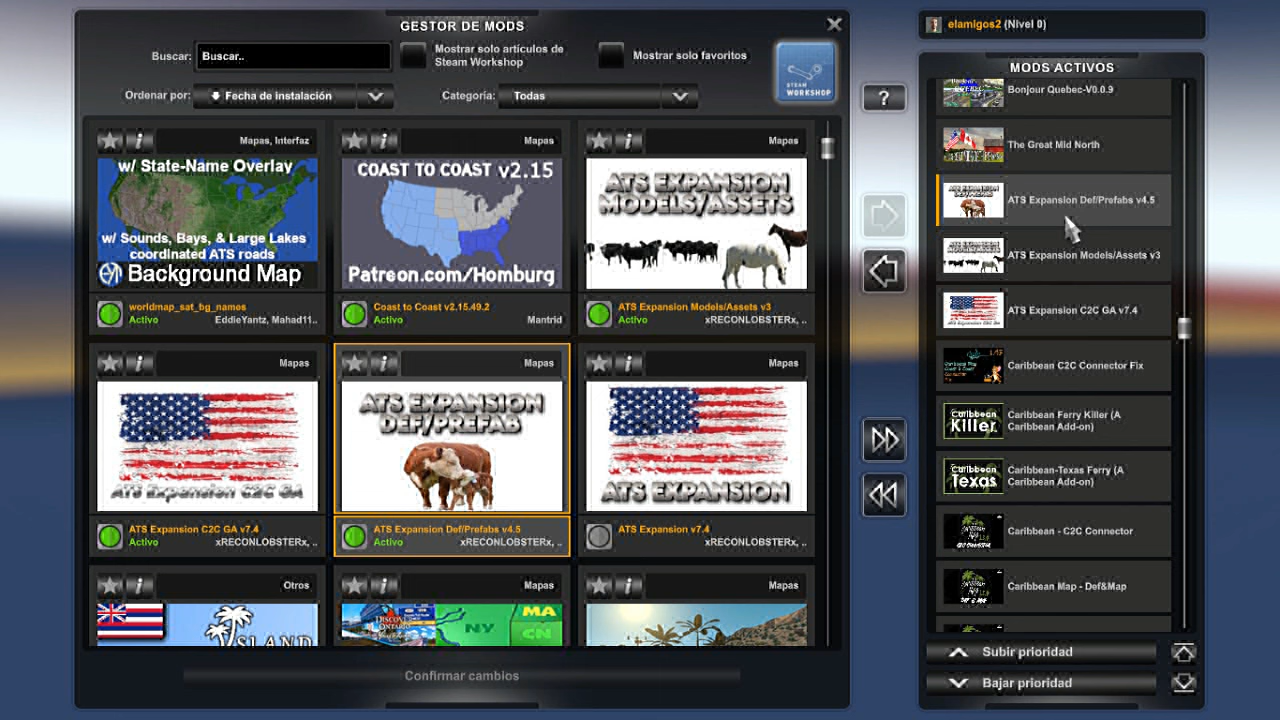 GESTOR DE MODS
Buscar:
Buscar..
Mostrar solo artículos de
Steam Workshop
Mostrar solo favoritos
STEAM
WORKSHOP
Ordenar por:
Fecha de instalación
Categoría:
Todas
Mapas, Interfaz
w/ State-Name Overlay
w/ Sounds, Bays, & Large Lakes
coordinated ATS roads
Background Map
worldmap_sat_bg_names
Activo
EddieYantz, Mahat11..
Mapas
COAST TO COAST v2.15
Patreon.com/Homburg
Coast to Coast v2.15.49.2
Activo
Mantrid
Mapas
ATS EXPANSION
MODELS/ASSETS
ATS Expansion Models/Assets v3
Activo
xRECONLOBSTERx, ..
Mapas
ATS Expansion C2C GA
ATS Expansion C2C GA v7.4
Activo
xRECONLOBSTERx, ..
Mapas
ATS EXPANSION
DEF/PREFAB
ATS Expansion Def/Prefabs v4.5
Activo
xRECONLOBSTERx, ..
Mapas
ATS EXPANSION
ATS Expansion v7.4
xRECONLOBSTERx, ..
Otros
ISLAND
Mapas
DISCOVER
ONTARIO
NY
MA
CN
Mapas
Confirmar cambios
?
elamigos2 (Nivel 0)
MODS ACTIVOS
Bonjour Quebec-V0.0.9
The Great Mid North
ATS Expansion Def/Prefabs v4.5
ATS Expansion Models/Assets v3
ATS Expansion C2C GA v7.4
Caribbean C2C Connector Fix
Caribbean
Killer
Caribbean Ferry Killer (A
Caribbean Add-on)
Caribbean
Texas
Caribbean-Texas Ferry (A
Caribbean Add-on)
Caribbean - C2C Connector
Caribbean Map - Def&Map
Subir prioridad
Bajar prioridad